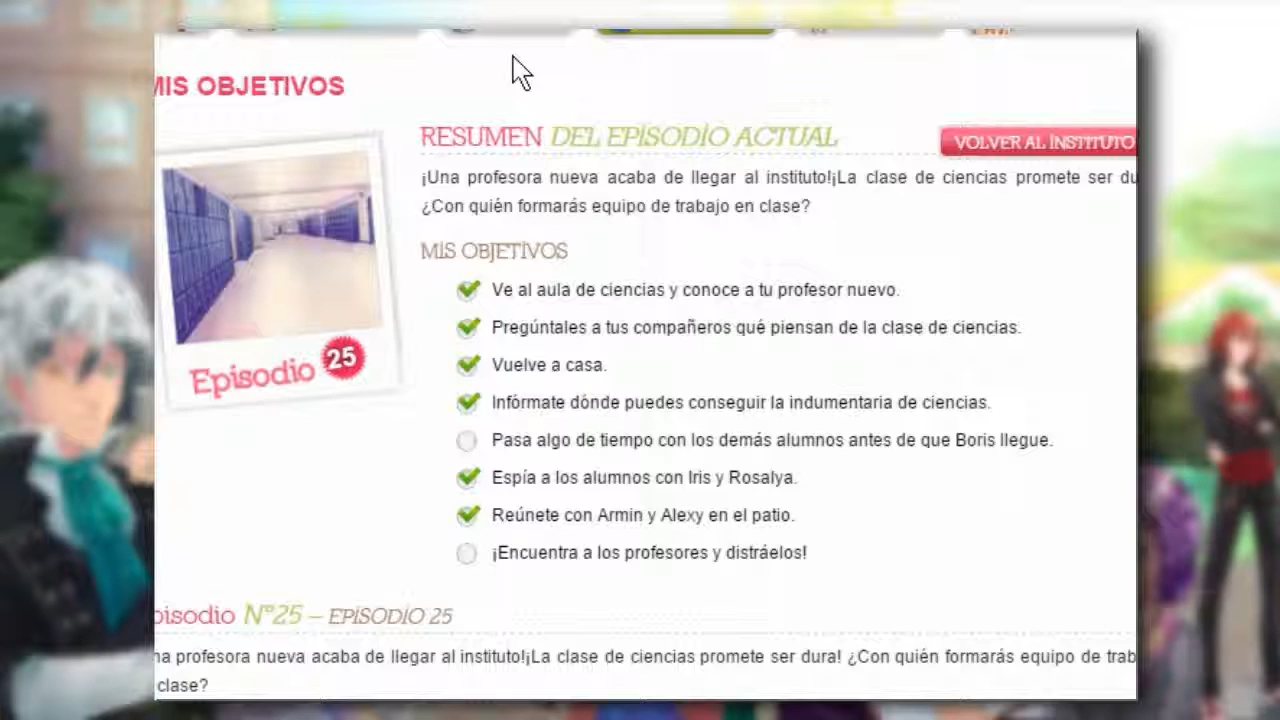 MIS OBJETIVOS
RESUMEN DEL EPISODIO ACTUAL
VOLVER AL INSTITUTO
¡Una profesora nueva acaba de llegar al instituto!¡La clase de ciencias promete ser du
¿Con quién formarás equipo de trabajo en clase?
MIS OBJETIVOS
Ve al aula de ciencias y conoce a tu profesor nuevo.
Pregúntales a tus compañeros qué piensan de la clase de ciencias.
Vuelve a casa.
Infórmate dónde puedes conseguir la indumentaria de ciencias.
Pasa algo de tiempo con los demás alumnos antes de que Boris llegue.
Espía a los alumnos con Iris y Rosalya.
Reúnete con Armin y Alexy en el patio.
¡Encuentra a los profesores y distráelos!
Episodio 25
pisodio N°25 – EPISODIO 25
na profesora nueva acaba de llegar al instituto!¡La clase de ciencias promete ser dura! ¿Con quién formarás equipo de trab
clase?